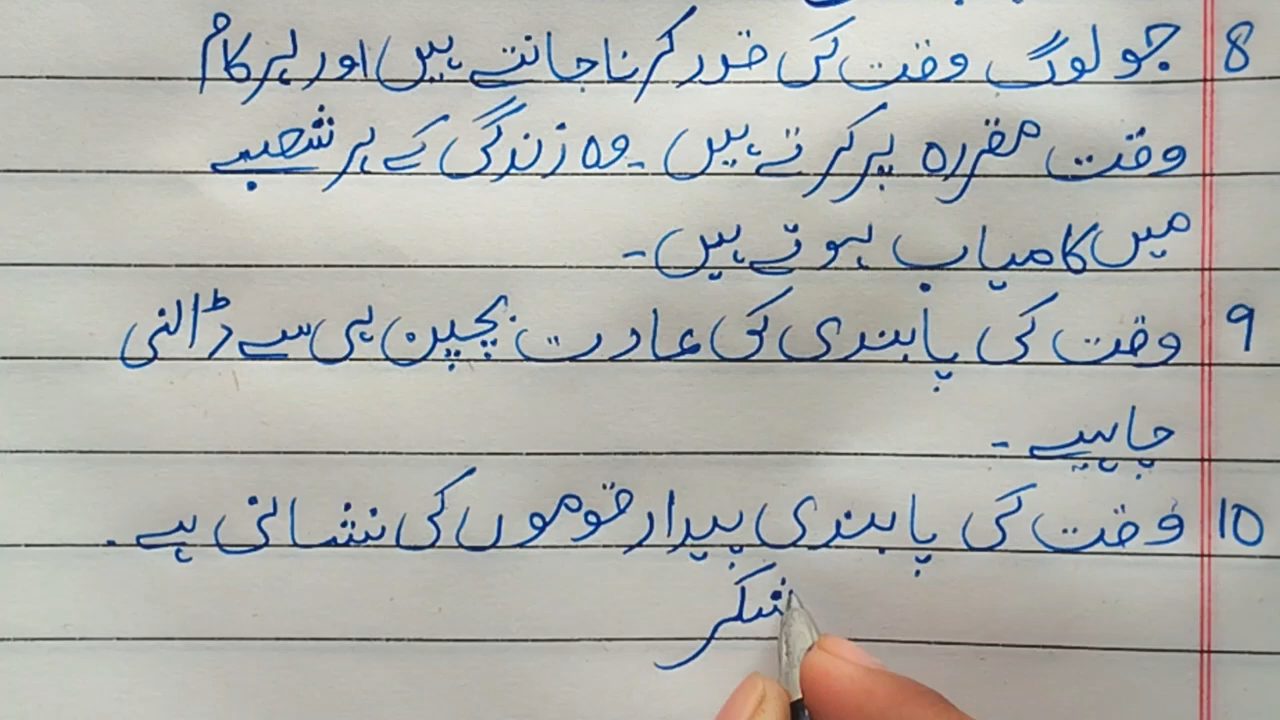 8 جو لوگ وقت کی قدر کرنا جانتے ہیں اور ہر کام
وقت مقررہ پر کرتے ہیں ۔ وہ زندگی کے ہر شعبے
میں کامیاب ہوتے ہیں ۔
9 وقت کی پابندی کی عادت بچپن ہی سے ڈالنی
چاہیے ۔
10 وقت کی پابندی بیدار قوموں کی نشانی ہے ۔
شکر